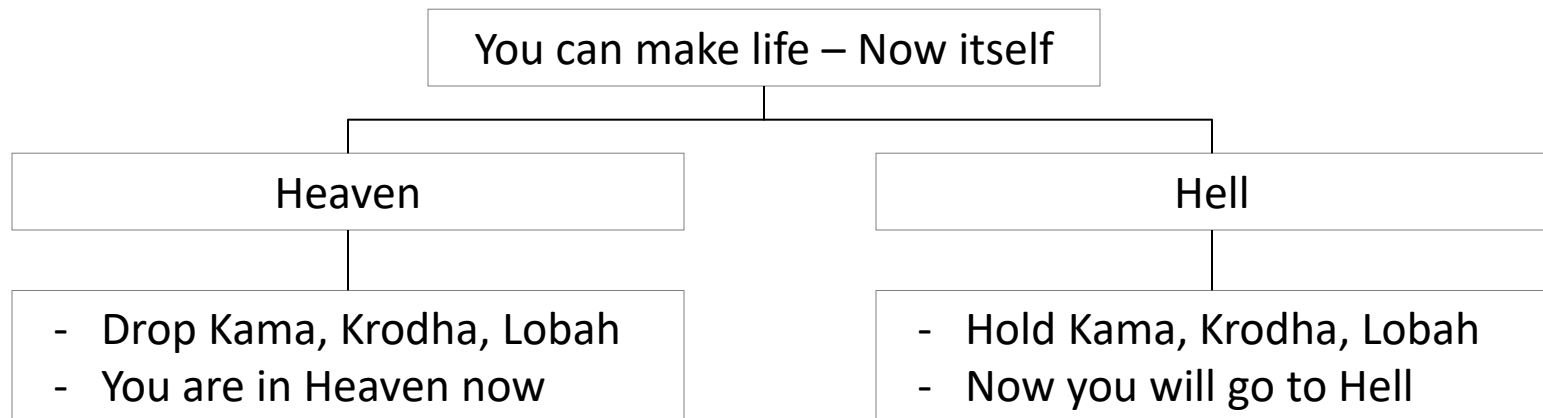 You can make life – Now itself
Heaven
Hell
- Drop Kama, Krodha, Lobah
- You are in Heaven now
- Hold Kama, Krodha, Lobah
- Now you will go to Hell